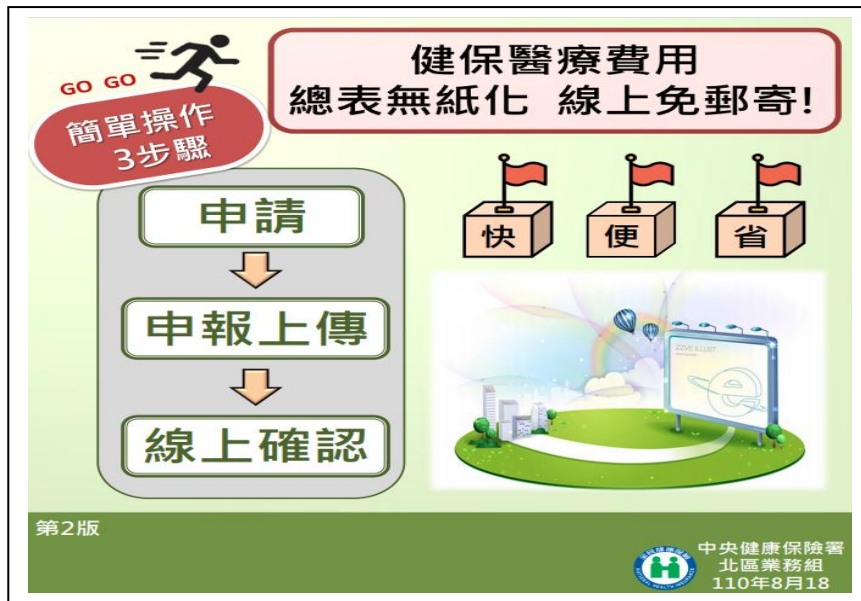 GO GO
簡單操作
3步驟
健保醫療費用
總表無紙化 線上免郵寄!
申請
申報上傳
線上確認
快
便
省
ZZVE ILLUST
e
第2版
中央健康保險署
北區業務組
110年8月18